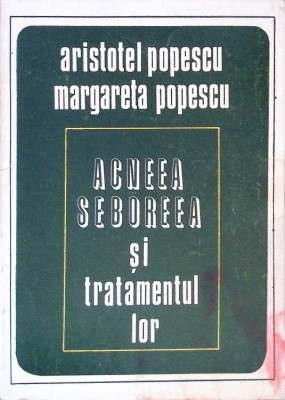 aristotel popescu
margareta popescu
ACNEEA
SEBOREEA
și
tratamentul
lor